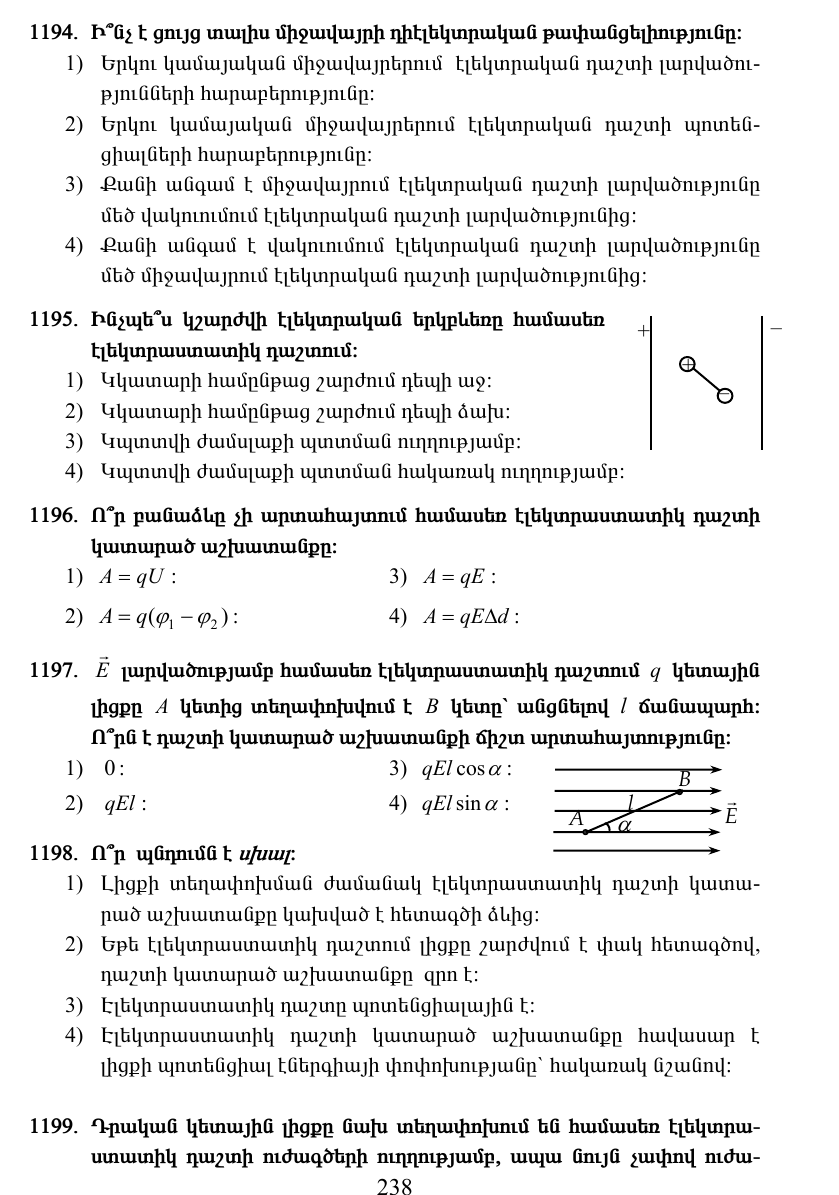 1194. Ի՞նչ է ցույց տալիս միջավայրի դիէլեկտրական թափանցելիությունը:
1) Երկու կամայական միջավայրերում էլեկտրական դաշտի լարվածու-
թյունների հարաբերությունը:
2) Երկու կամայական միջավայրերում էլեկտրական դաշտի պոտեն-
ցիալների հարաբերությունը:
3) Քանի անգամ է միջավայրում էլեկտրական դաշտի լարվածությունը
մեծ վակուումում էլեկտրական դաշտի լարվածությունից:
4) Քանի անգամ է վակուումում էլեկտրական դաշտի լարվածությունը
մեծ միջավայրում էլեկտրական դաշտի լարվածությունից:
1195. Ինչպե՞ս կշարժվի էլեկտրական երկբևեռը համասեռ
էլեկտրաստատիկ դաշտում:
1) Կկատարի համընթաց շարժում դեպի աջ:
2) Կկատարի համընթաց շարժում դեպի ձախ:
3) Կպտտվի ժամսլաքի պտտման ուղղությամբ:
4) Կպտտվի ժամսլաքի պտտման հակառակ ուղղությամբ:
+ −
+
−
1196. Ո՞ր բանաձևը չի արտահայտում համասեռ էլեկտրաստատիկ դաշտի
կատարած աշխատանքը:
1) A = qU : 3) A = qE :
2) A = q(φ₁ − φ₂) : 4) A = qEΔd :
1197. E⃗ լարվածությամբ համասեռ էլեկտրաստատիկ դաշտում q կետային
լիցքը A կետից տեղափոխվում է B կետը՝ անցնելով l ճանապարհ:
Ո՞րն է դաշտի կատարած աշխատանքի ճիշտ արտահայտությունը:
1) 0 : 3) qEl cos α :
2) qEl : 4) qEl sin α :
B
l
A α E⃗
1198. Ո՞ր պնդումն է սխալ:
1) Լիցքի տեղափոխման ժամանակ էլեկտրաստատիկ դաշտի կատա-
րած աշխատանքը կախված է հետագծի ձևից:
2) Եթե էլեկտրաստատիկ դաշտում լիցքը շարժվում է փակ հետագծով,
դաշտի կատարած աշխատանքը զրո է:
3) Էլեկտրաստատիկ դաշտը պոտենցիալային է:
4) Էլեկտրաստատիկ դաշտի կատարած աշխատանքը հավասար է
լիցքի պոտենցիալ էներգիայի փոփոխությանը՝ հակառակ նշանով:
1199. Դրական կետային լիցքը նախ տեղափոխում են համասեռ էլեկտրա-
ստատիկ դաշտի ուժագծերի ուղղությամբ, ապա նույն չափով ուժա-
238